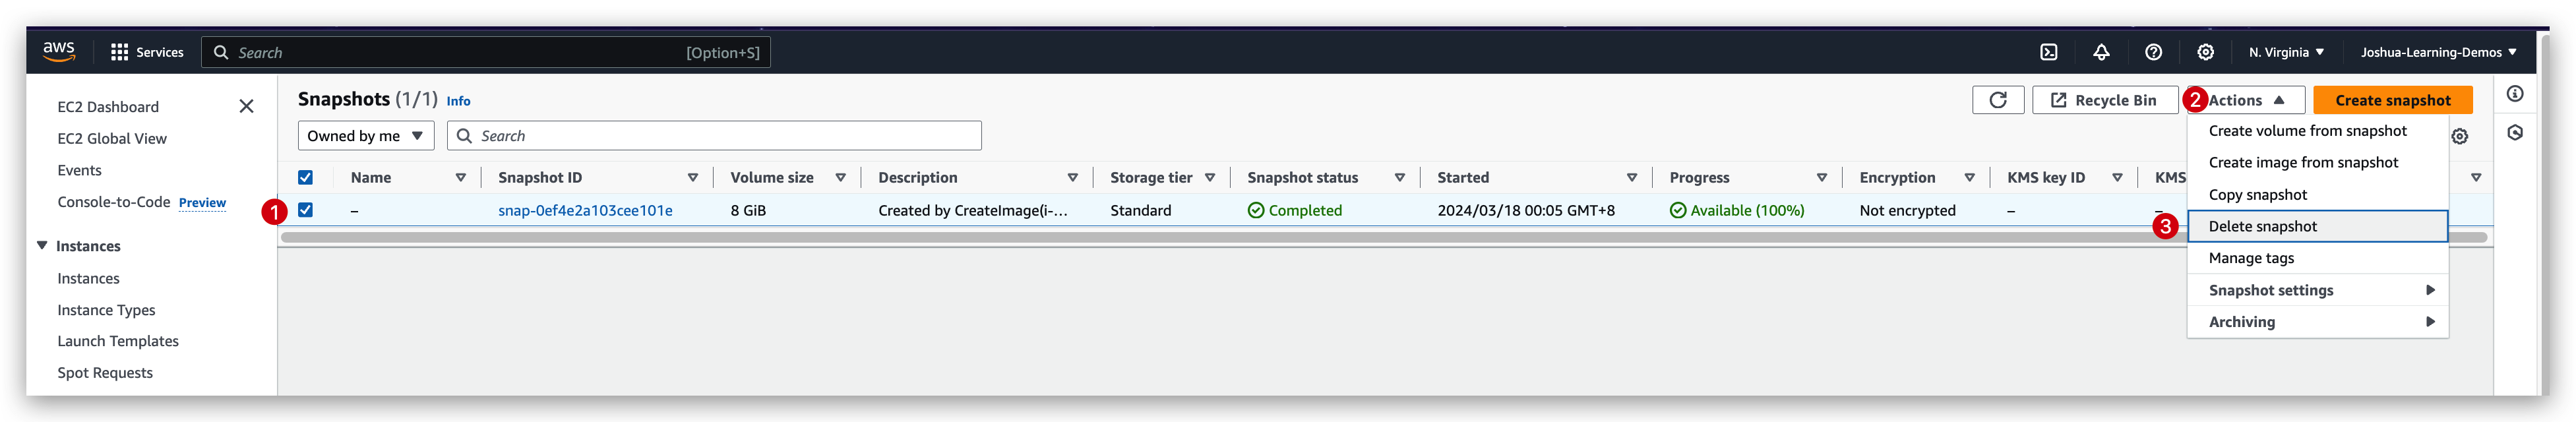 aws
Services
Search
[Option+S]
N. Virginia
Joshua-Learning-Demos
EC2 Dashboard
EC2 Global View
Events
Console-to-Code Preview
Instances
Instances
Instance Types
Launch Templates
Spot Requests
Snapshots (1/1) Info
Recycle Bin
2 Actions
Create snapshot
Owned by me
Search
Name Snapshot ID Volume size Description Storage tier Snapshot status Started Progress Encryption KMS key ID KMS
1 – snap-0ef4e2a103cee101e 8 GiB Created by CreateImage(i-... Standard Completed 2024/03/18 00:05 GMT+8 Available (100%) Not encrypted – –
Create volume from snapshot
Create image from snapshot
Copy snapshot
3 Delete snapshot
Manage tags
Snapshot settings
Archiving